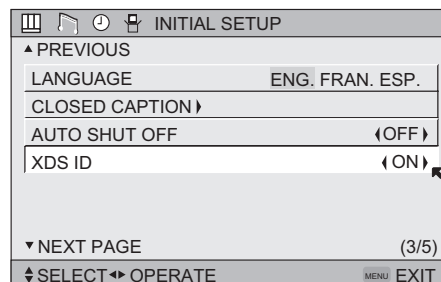 INITIAL SETUP
▲ PREVIOUS
LANGUAGE ENG. FRAN. ESP.
CLOSED CAPTION
AUTO SHUT OFF (OFF)
XDS ID (ON)
▼ NEXT PAGE (3/5)
SELECT OPERATE MENU EXIT